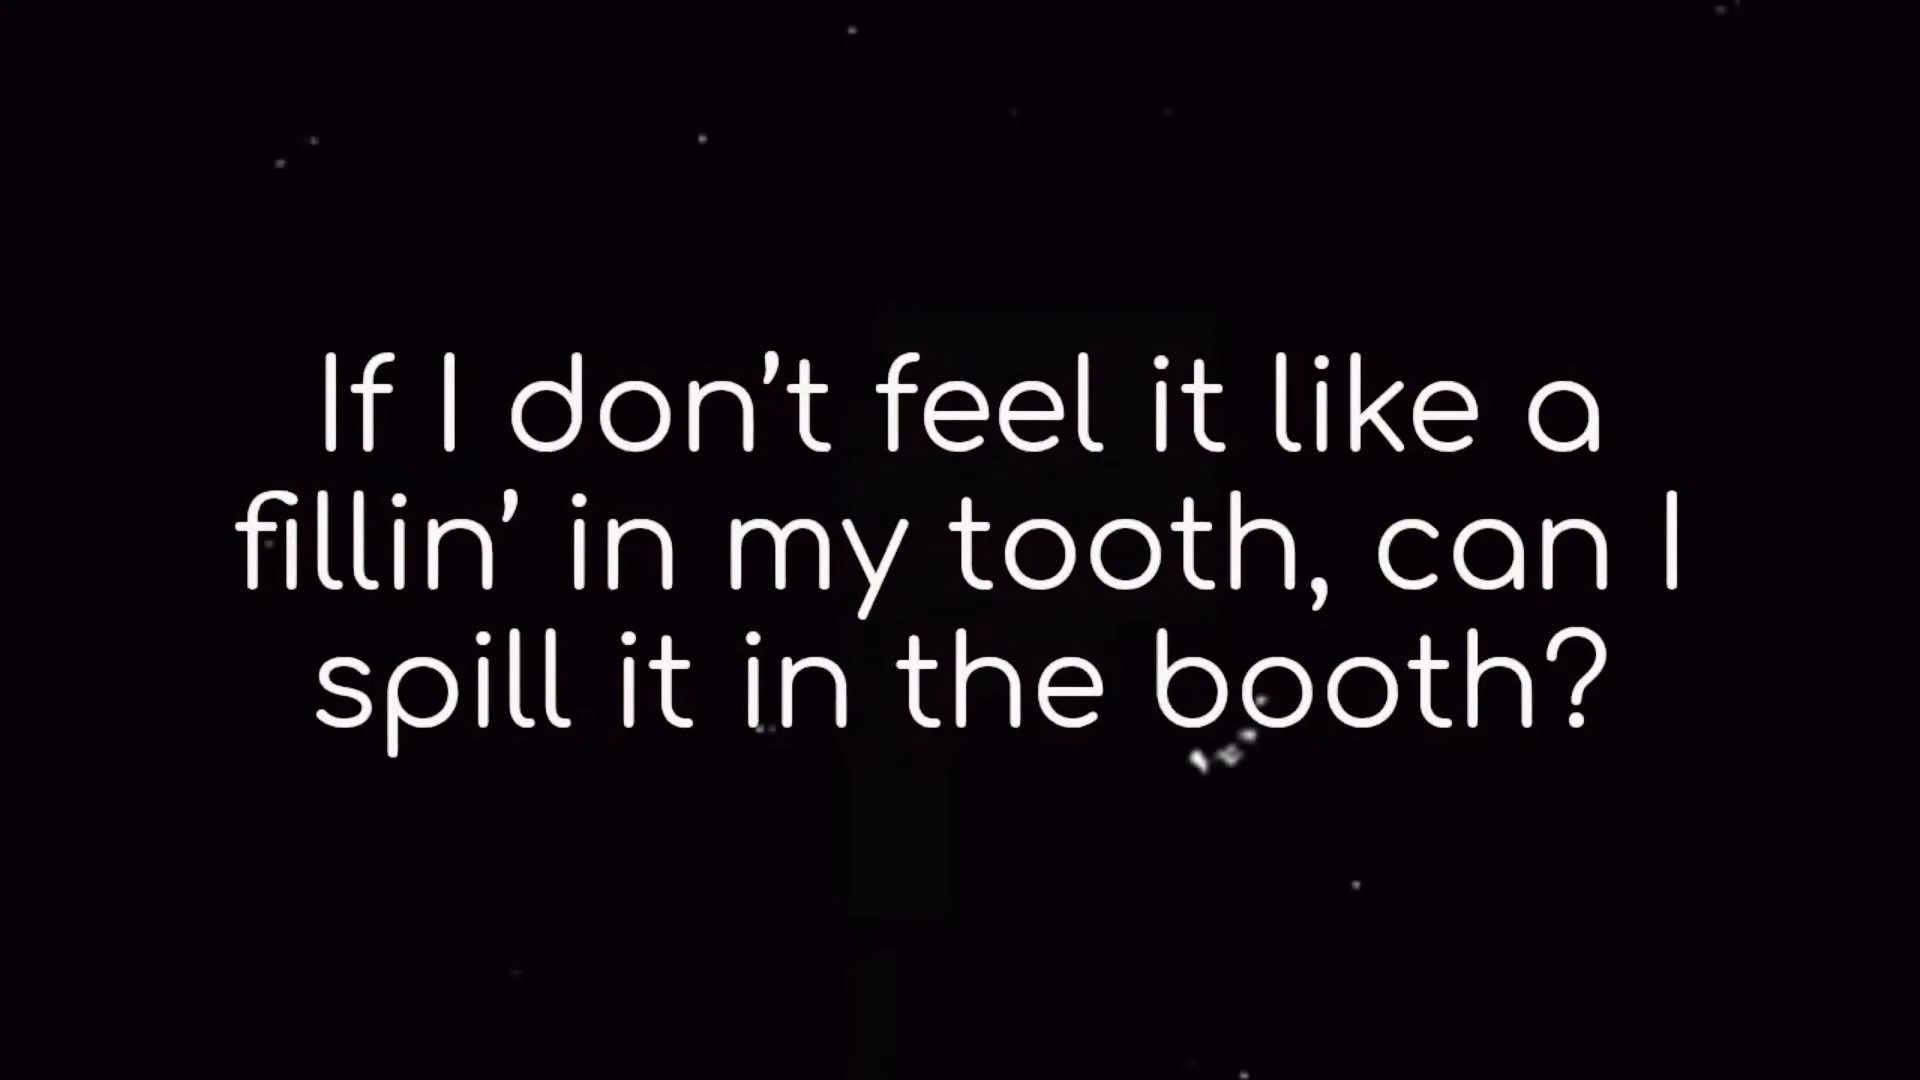 If I don’t feel it like a
fillin’ in my tooth, can I
spill it in the booth?